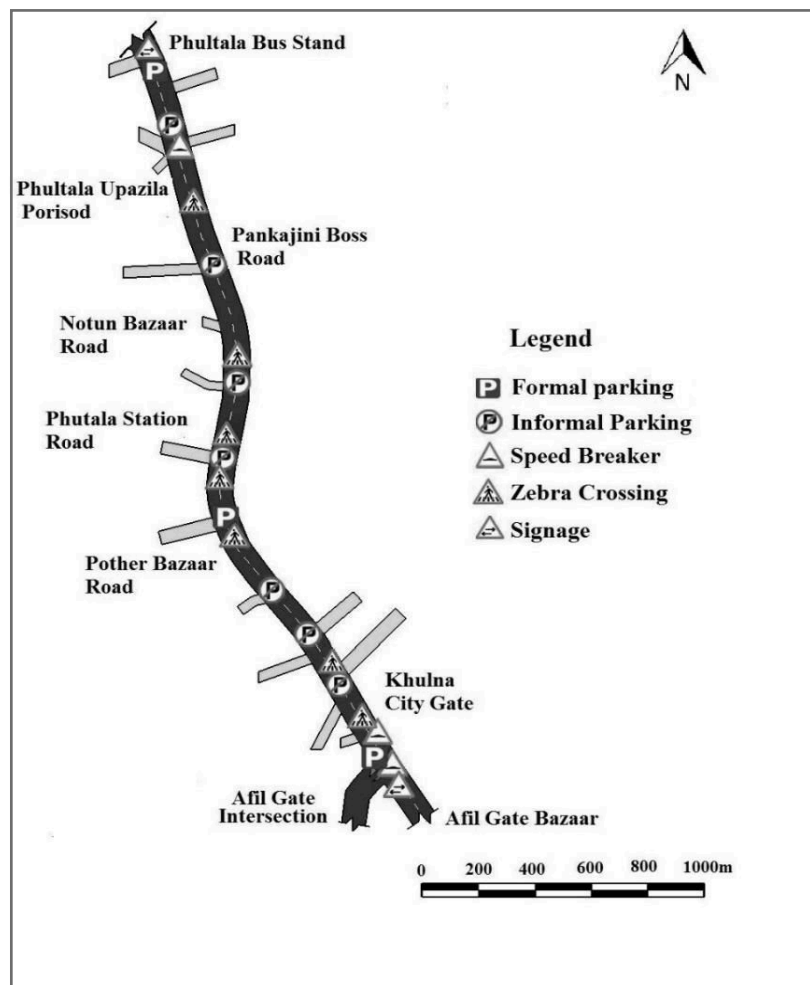 Phultala Bus Stand
N
Phultala Upazila
Porisod
Pankajini Boss
Road
Notun Bazaar
Road
Legend
P Formal parking
P Informal Parking
Speed Breaker
Zebra Crossing
Signage
Phutala Station
Road
Pother Bazaar
Road
Khulna
City Gate
Afil Gate
Intersection
Afil Gate Bazaar
0 200 400 600 800 1000m
P
P
P
P
P
P
P
P
P
P